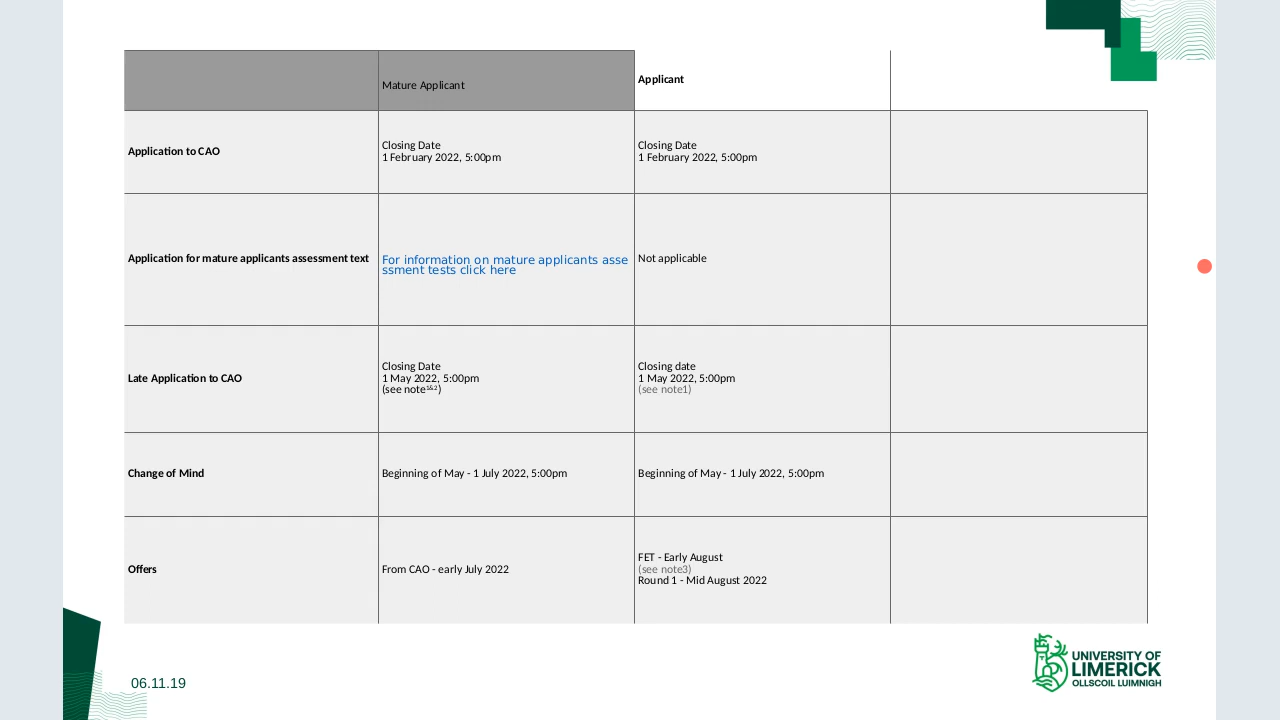 Mature Applicant
Applicant
Application to CAO
Closing Date
1 February 2022, 5:00pm
Closing Date
1 February 2022, 5:00pm
Application for mature applicants assessment text
For information on mature applicants asse
ssment tests click here
Not applicable
Late Application to CAO
Closing Date
1 May 2022, 5:00pm
(see note¹&²)
Closing date
1 May 2022, 5:00pm
(see note1)
Change of Mind
Beginning of May - 1 July 2022, 5:00pm
Beginning of May - 1 July 2022, 5:00pm
Offers
From CAO - early July 2022
FET - Early August
(see note3)
Round 1 - Mid August 2022
06.11.19
UNIVERSITY OF
LIMERICK
OLLSCOIL LUIMNIGH